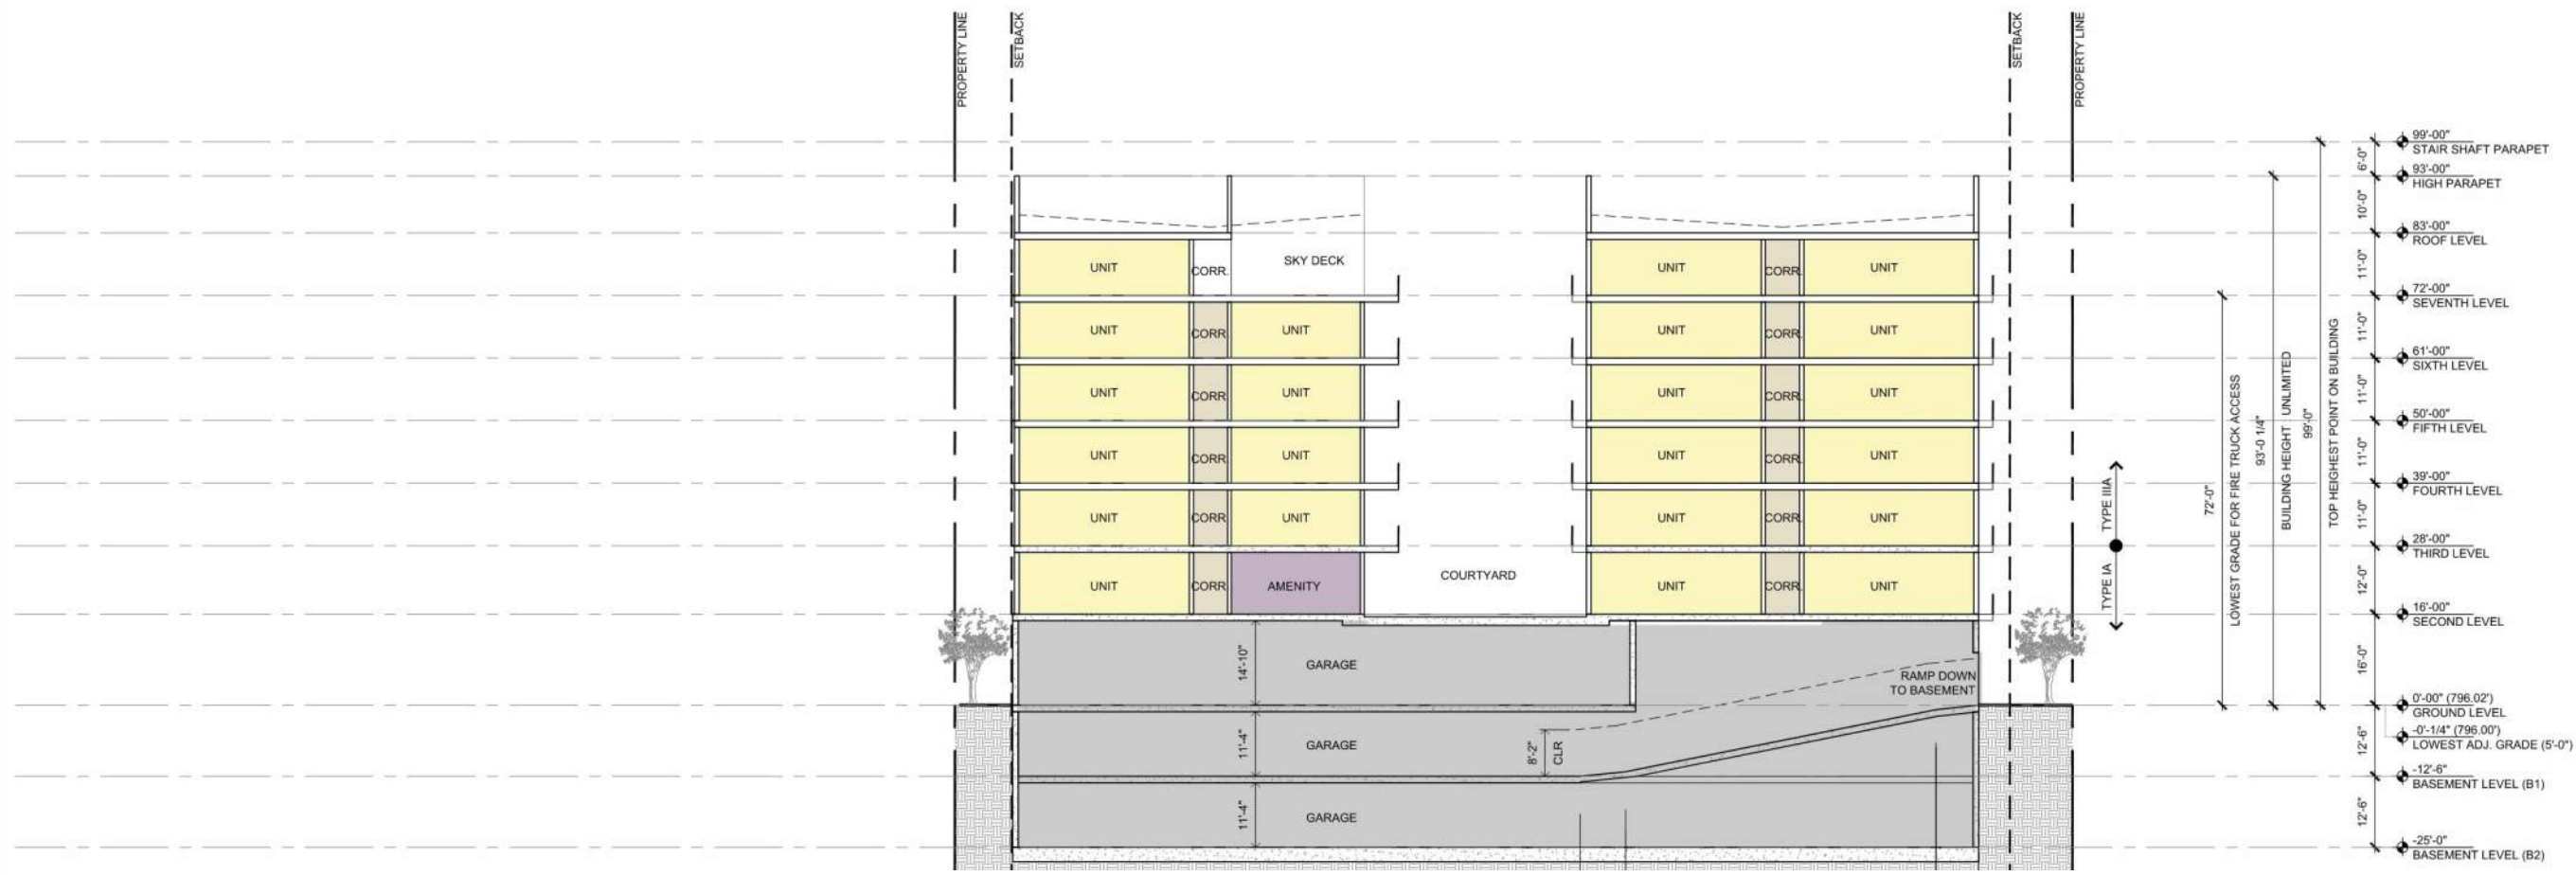 PROPERTY LINE
SETBACK
SETBACK
PROPERTY LINE
99'-00"
STAIR SHAFT PARAPET
6'-0"
93'-00"
HIGH PARAPET
10'-0"
83'-00"
ROOF LEVEL
UNIT
CORR.
SKY DECK
UNIT
CORR.
UNIT
11'-0"
72'-00"
SEVENTH LEVEL
UNIT
CORR.
UNIT
UNIT
CORR.
UNIT
11'-0"
61'-00"
SIXTH LEVEL
UNIT
CORR.
UNIT
UNIT
CORR.
UNIT
11'-0"
50'-00"
FIFTH LEVEL
UNIT
CORR.
UNIT
UNIT
CORR.
UNIT
11'-0"
39'-00"
FOURTH LEVEL
UNIT
CORR.
UNIT
UNIT
CORR.
UNIT
11'-0"
28'-00"
THIRD LEVEL
UNIT
CORR.
AMENITY
COURTYARD
UNIT
CORR.
UNIT
12'-0"
16'-00"
SECOND LEVEL
TYPE IIIA
TYPE IA
72'-0"
LOWEST GRADE FOR FIRE TRUCK ACCESS
93'-0 1/4"
BUILDING HEIGHT UNLIMITED
99'-0"
TOP HEIGHEST POINT ON BUILDING
14'-10"
GARAGE
RAMP DOWN
TO BASEMENT
16'-0"
0'-00" (796.02')
GROUND LEVEL
-0'-1/4" (796.00')
LOWEST ADJ. GRADE (5'-0")
11'-4"
GARAGE
8'-2"
CLR
12'-6"
-12'-6"
BASEMENT LEVEL (B1)
11'-4"
GARAGE
12'-6"
-25'-0"
BASEMENT LEVEL (B2)